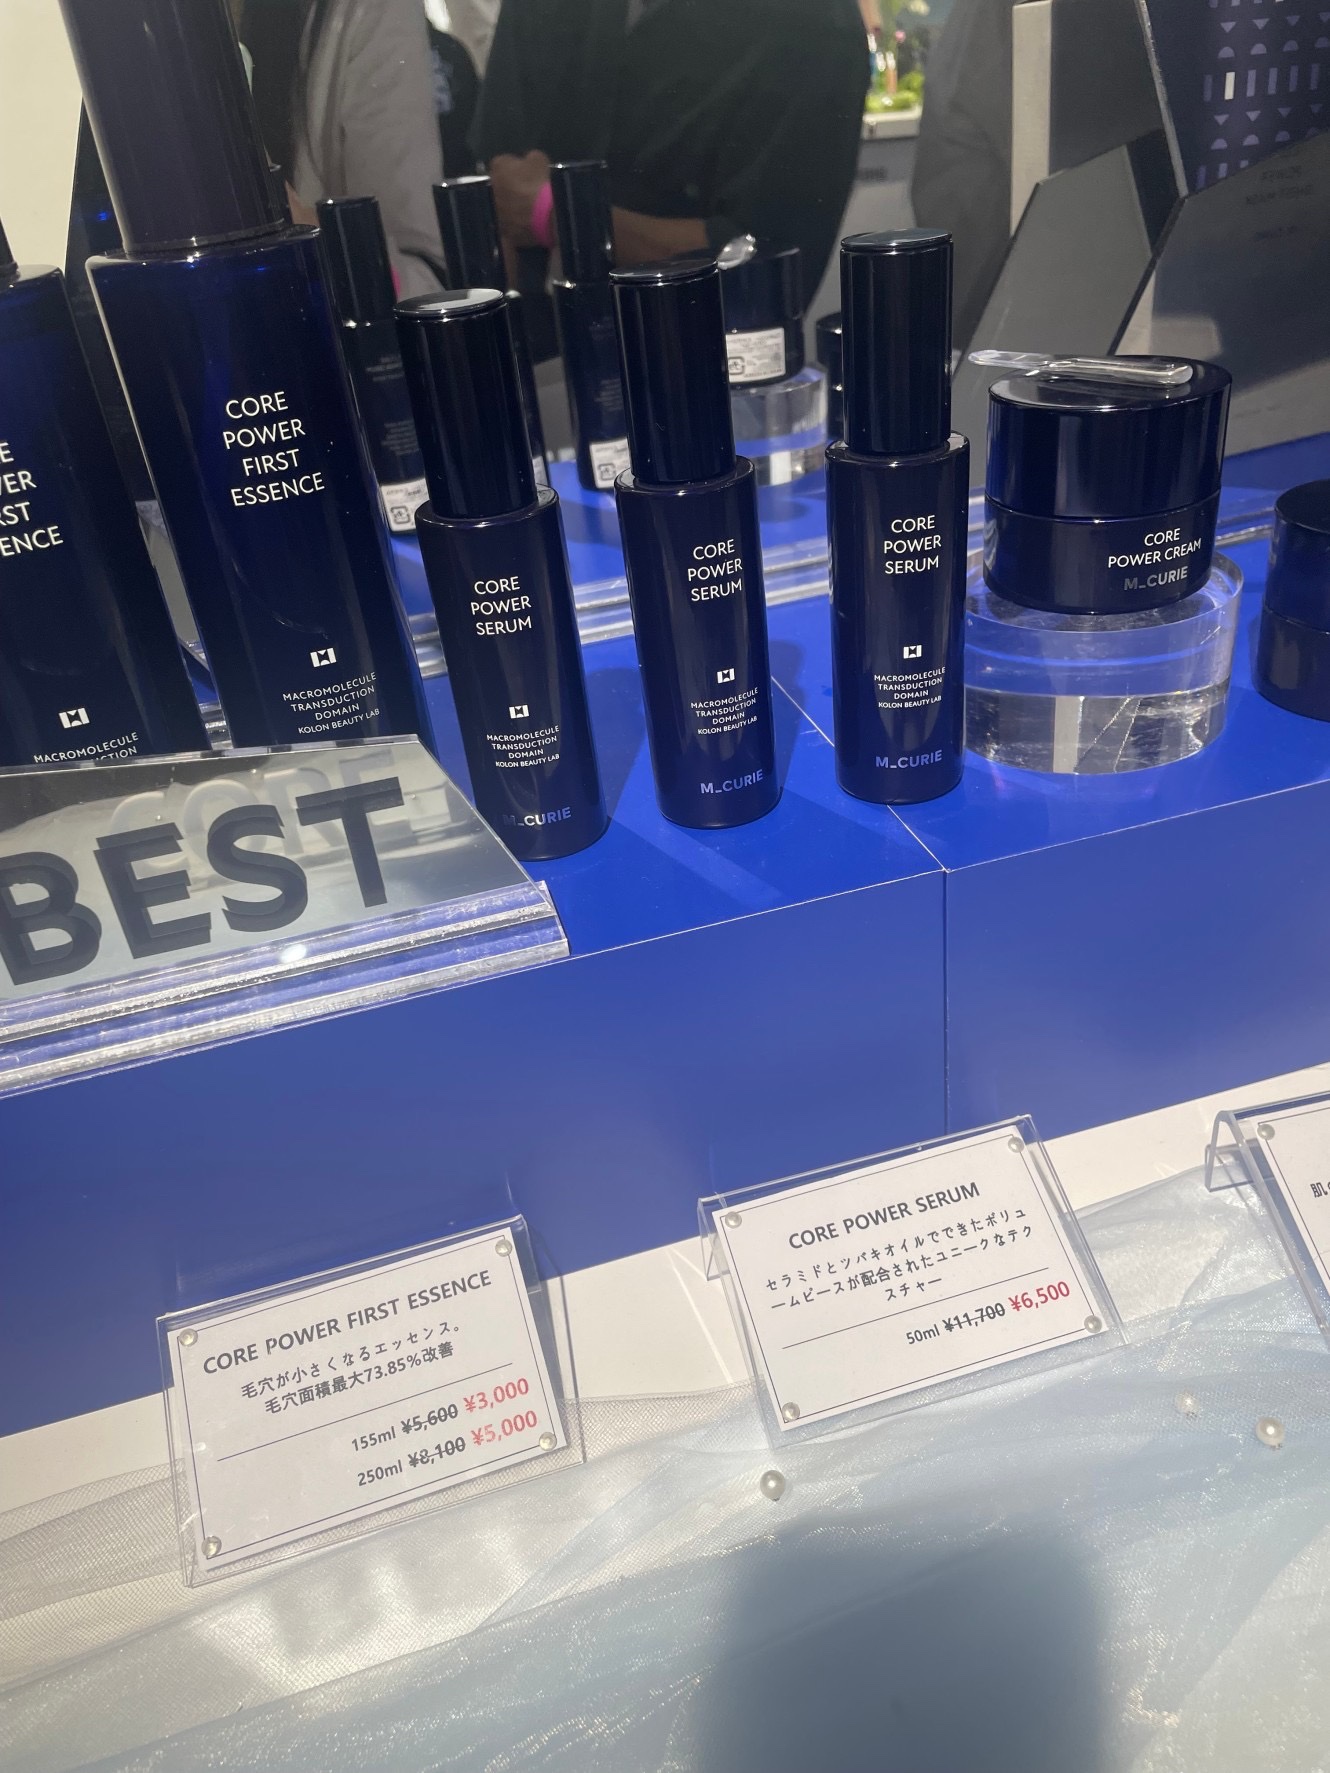 CORE
POWER
FIRST
ESSENCE
MACROMOLECULE
TRANSDUCTION
DOMAIN
KOLON BEAUTY LAB
MACROMOLECULE
CORE
POWER
SERUM
MACROMOLECULE
TRANSDUCTION
DOMAIN
KOLON BEAUTY LAB
M_CURIE
CORE
POWER
SERUM
MACROMOLECULE
TRANSDUCTION
DOMAIN
KOLON BEAUTY LAB
M_CURIE
CORE
POWER
SERUM
MACROMOLECULE
TRANSDUCTION
DOMAIN
KOLON BEAUTY LAB
M_CURIE
CORE
POWER CREAM
M_CURIE
BEST
CORE POWER FIRST ESSENCE
毛穴が小さくなるエッセンス。
毛穴面積最大73.85%改善
155ml ¥5,600 ¥3,000
250ml ¥8,100 ¥5,000
CORE POWER SERUM
セラミドとツバキオイルでできたボリュ
ームピースが配合されたユニークなテク
スチャー
50ml ¥11,700 ¥6,500